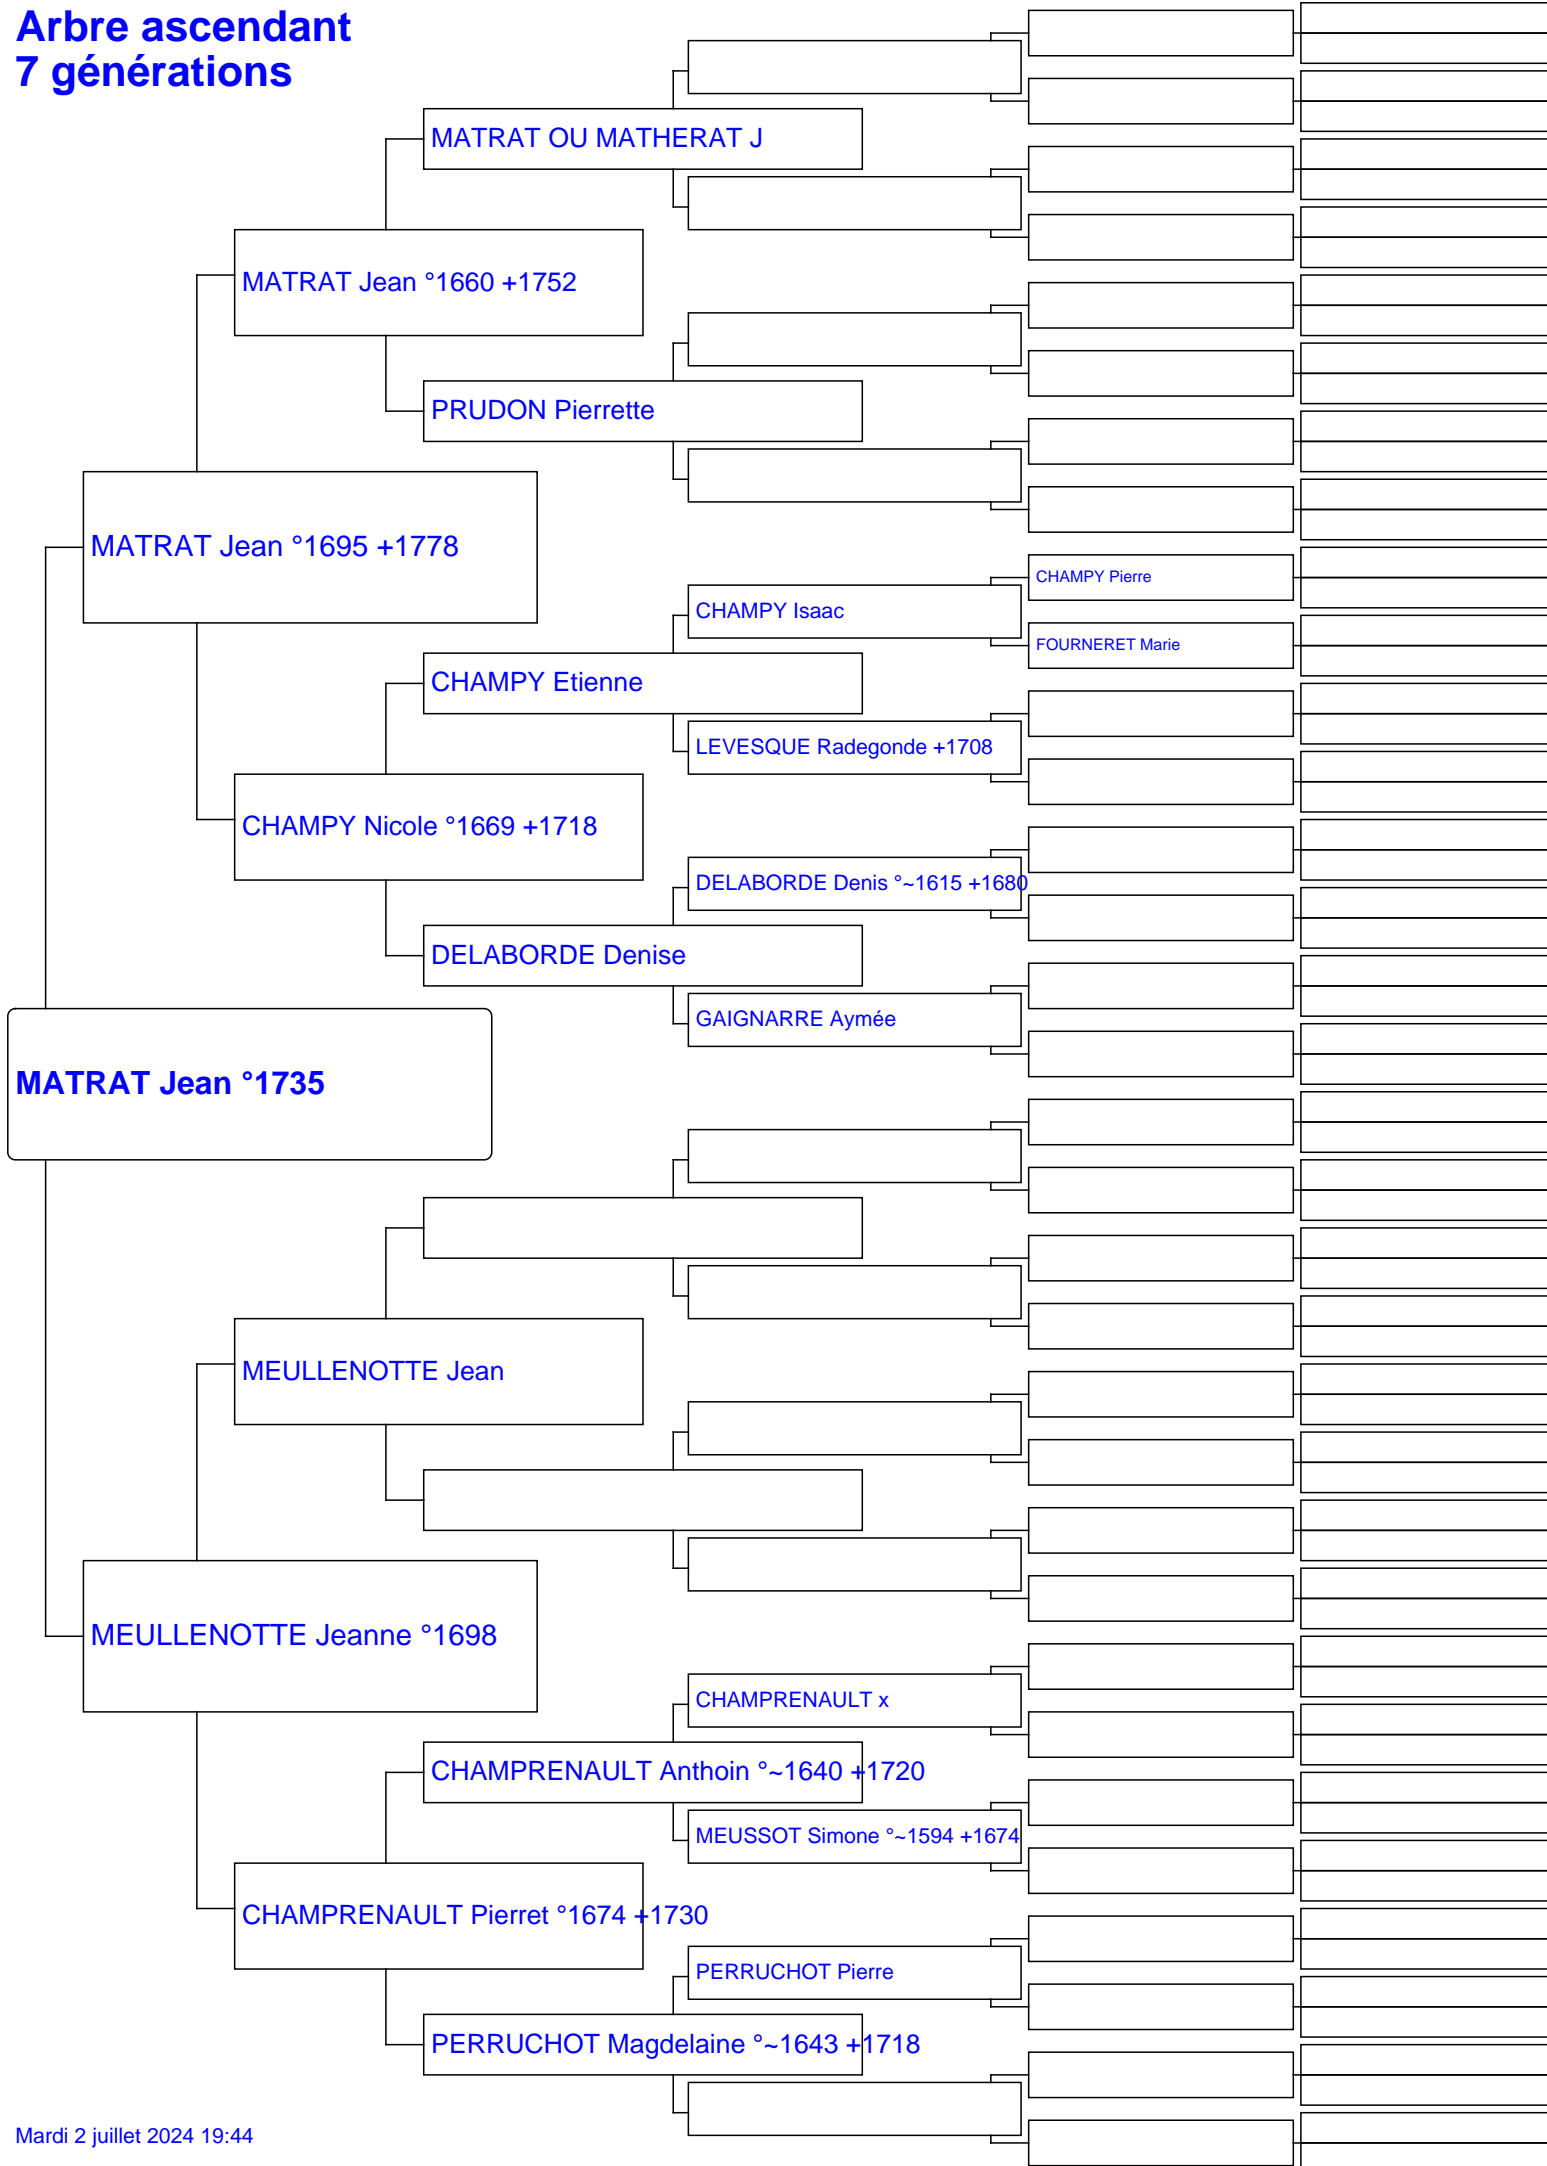 Arbre ascendant
7 générations
MATRAT OU MATHERAT J
MATRAT Jean °1660 +1752
PRUDON Pierrette
MATRAT Jean °1695 +1778
CHAMPY Pierre
CHAMPY Isaac
FOURNERET Marie
CHAMPY Etienne
LEVESQUE Radegonde +1708
CHAMPY Nicole °1669 +1718
DELABORDE Denis °~1615 +1680
DELABORDE Denise
GAIGNARRE Aymée
MATRAT Jean °1735
MEULLENOTTE Jean
MEULLENOTTE Jeanne °1698
CHAMPRENAULT x
CHAMPRENAULT Anthoin °~1640 +1720
MEUSSOT Simone °~1594 +1674
CHAMPRENAULT Pierret °1674 +1730
PERRUCHOT Pierre
PERRUCHOT Magdelaine °~1643 +1718
Mardi 2 juillet 2024 19:44